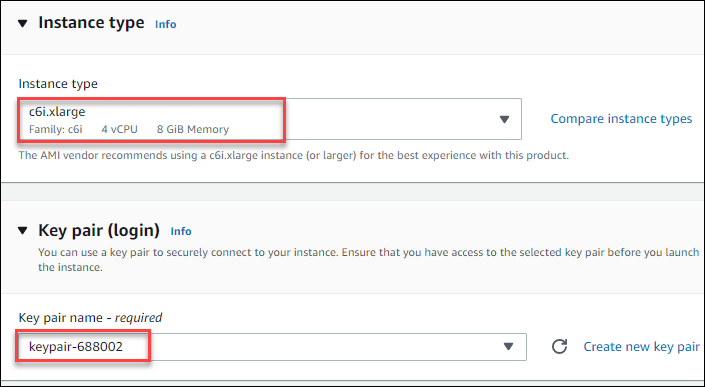 Instance type Info
Instance type
c6i.xlarge
Family: c6i 4 vCPU 8 GiB Memory
Compare instance types
The AMI vendor recommends using a c6i.xlarge instance (or larger) for the best experience with this product.
Key pair (login) Info
You can use a key pair to securely connect to your instance. Ensure that you have access to the selected key pair before you launch
the instance.
Key pair name - required
keypair-688002
Create new key pair